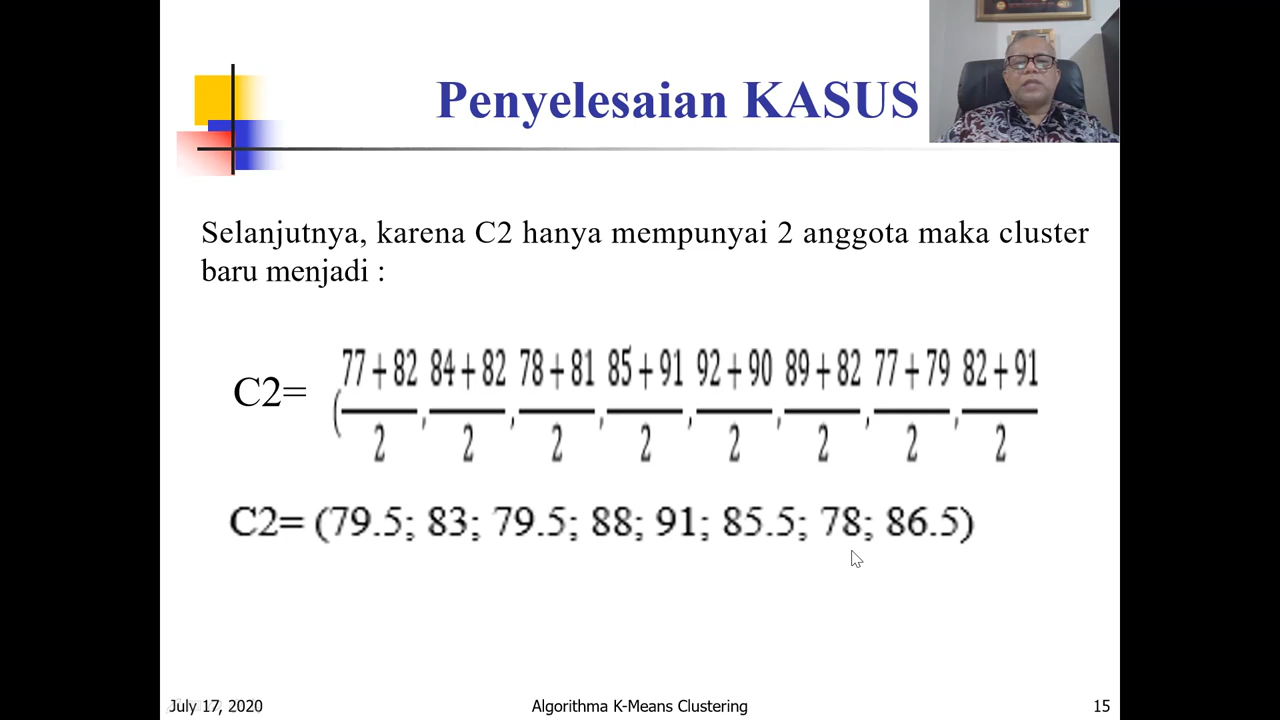 Penyelesaian KASUS
Selanjutnya, karena C2 hanya mempunyai 2 anggota maka cluster
baru menjadi :
C2= (77+82/2, 84+82/2, 78+81/2, 85+91/2, 92+90/2, 89+82/2, 77+79/2, 82+91/2
C2= (79.5; 83; 79.5; 88; 91; 85.5; 78; 86.5)
July 17, 2020
Algorithma K-Means Clustering
15